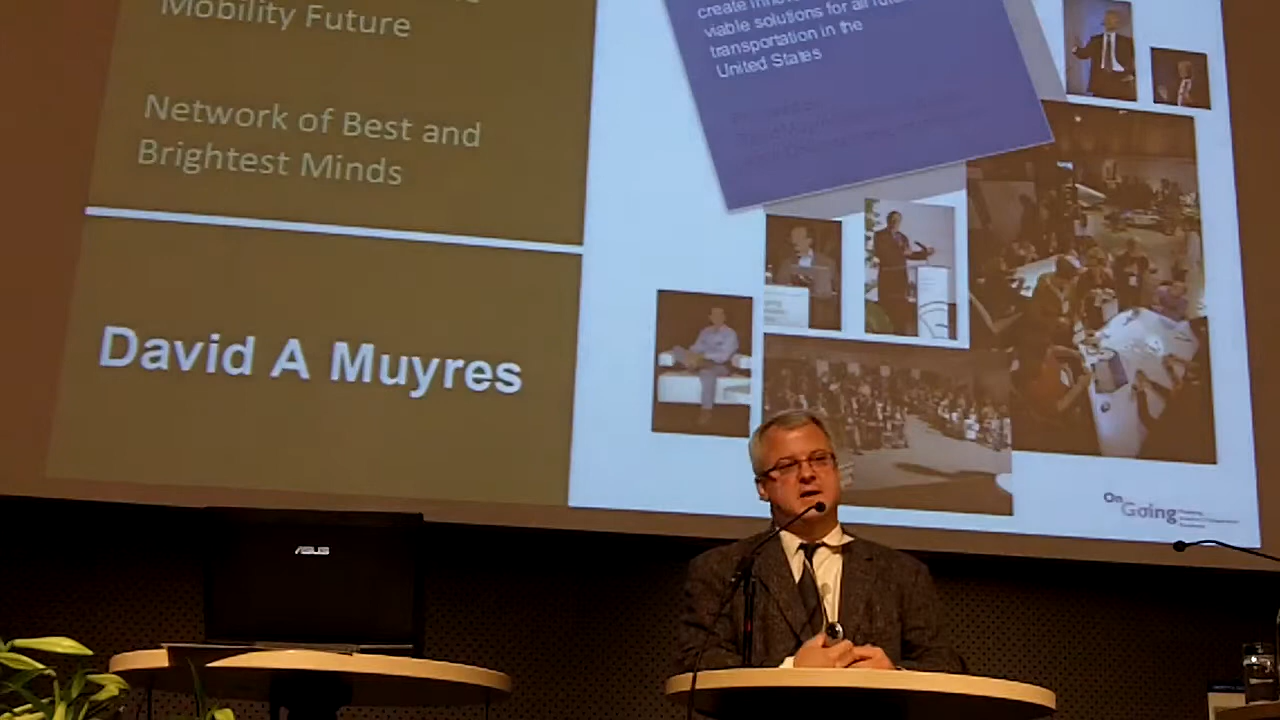 Mobility Future
Network of Best and
Brightest Minds
David A Muyres
create
viable solutions for all
transportation in the
United States
On
Going
ASUS